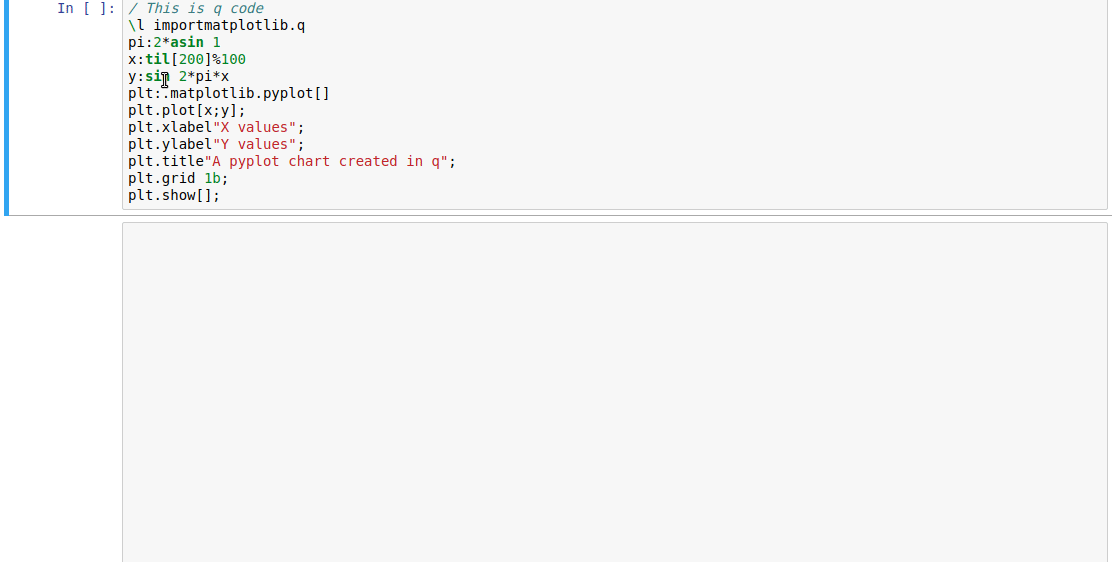 In [ ]:
/ This is q code
\l importmatplotlib.q
pi:2*asin 1
x:til[200]%100
y:sin 2*pi*x
plt:.matplotlib.pyplot[]
plt.plot[x;y];
plt.xlabel"X values";
plt.ylabel"Y values";
plt.title"A pyplot chart created in q";
plt.grid 1b;
plt.show[];